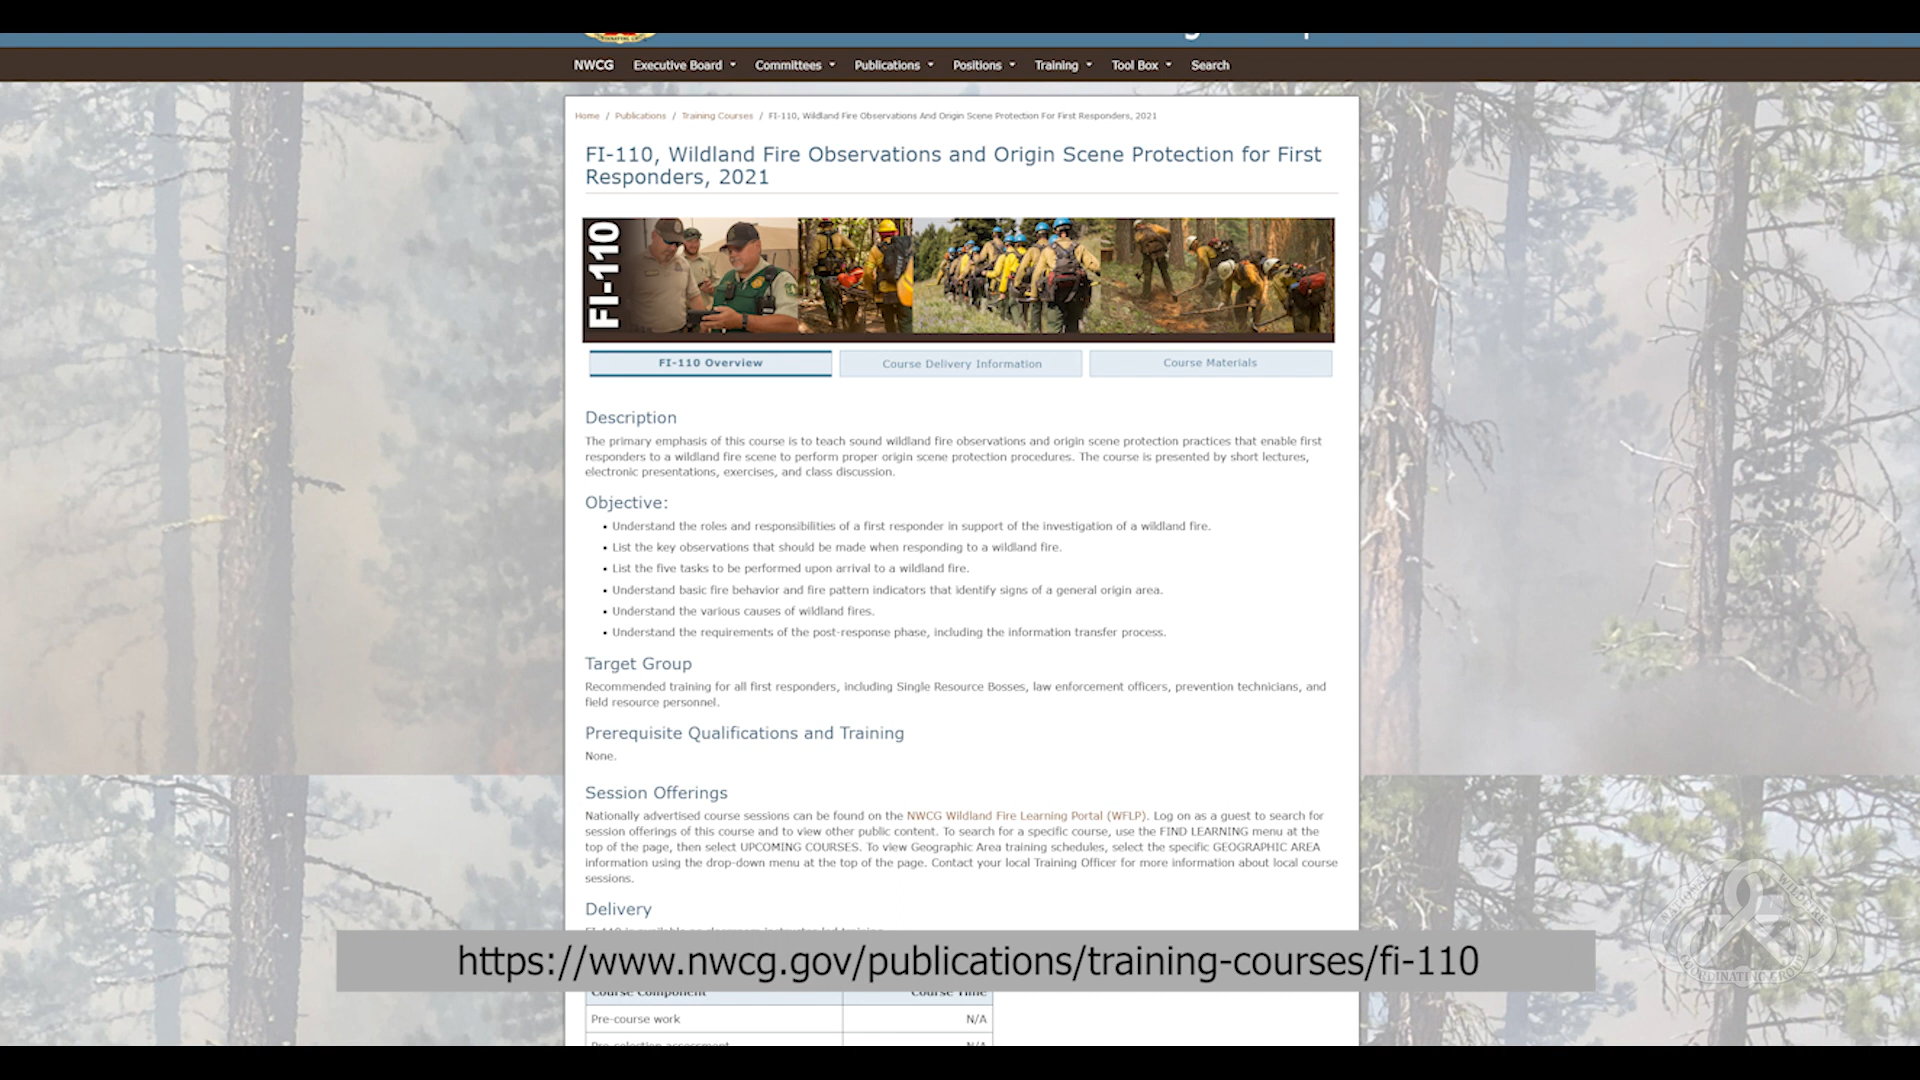 NWCG Executive Board Committees Publications Positions Training Tool Box Search
Home / Publications / Training Courses / FI-110, Wildland Fire Observations And Origin Scene Protection For First Responders, 2021
FI-110, Wildland Fire Observations and Origin Scene Protection for First
Responders, 2021
FI-110
FI-110 Overview
Course Delivery Information
Course Materials
Description
The primary emphasis of this course is to teach sound wildland fire observations and origin scene protection practices that enable first
responders to a wildland fire scene to perform proper origin scene protection procedures. The course is presented by short lectures,
electronic presentations, exercises, and class discussion.
Objective:
• Understand the roles and responsibilities of a first responder in support of the investigation of a wildland fire.
• List the key observations that should be made when responding to a wildland fire.
• List the five tasks to be performed upon arrival to a wildland fire.
• Understand basic fire behavior and fire pattern indicators that identify signs of a general origin area.
• Understand the various causes of wildland fires.
• Understand the requirements of the post-response phase, including the information transfer process.
Target Group
Recommended training for all first responders, including Single Resource Bosses, law enforcement officers, prevention technicians, and
field resource personnel.
Prerequisite Qualifications and Training
None.
Session Offerings
Nationally advertised course sessions can be found on the NWCG Wildland Fire Learning Portal (WFLP). Log on as a guest to search for
session offerings of this course and to view other public content. To search for a specific course, use the FIND LEARNING menu at the
top of the page, then select UPCOMING COURSES. To view Geographic Area training schedules, select the specific GEOGRAPHIC AREA
information using the drop-down menu at the top of the page. Contact your local Training Officer for more information about local course
sessions.
Delivery
https://www.nwcg.gov/publications/training-courses/fi-110
Course Component Course Time
Pre-course work N/A
Pre-selection assessment N/A
NATIONAL WILDFIRE COORDINATING GROUP